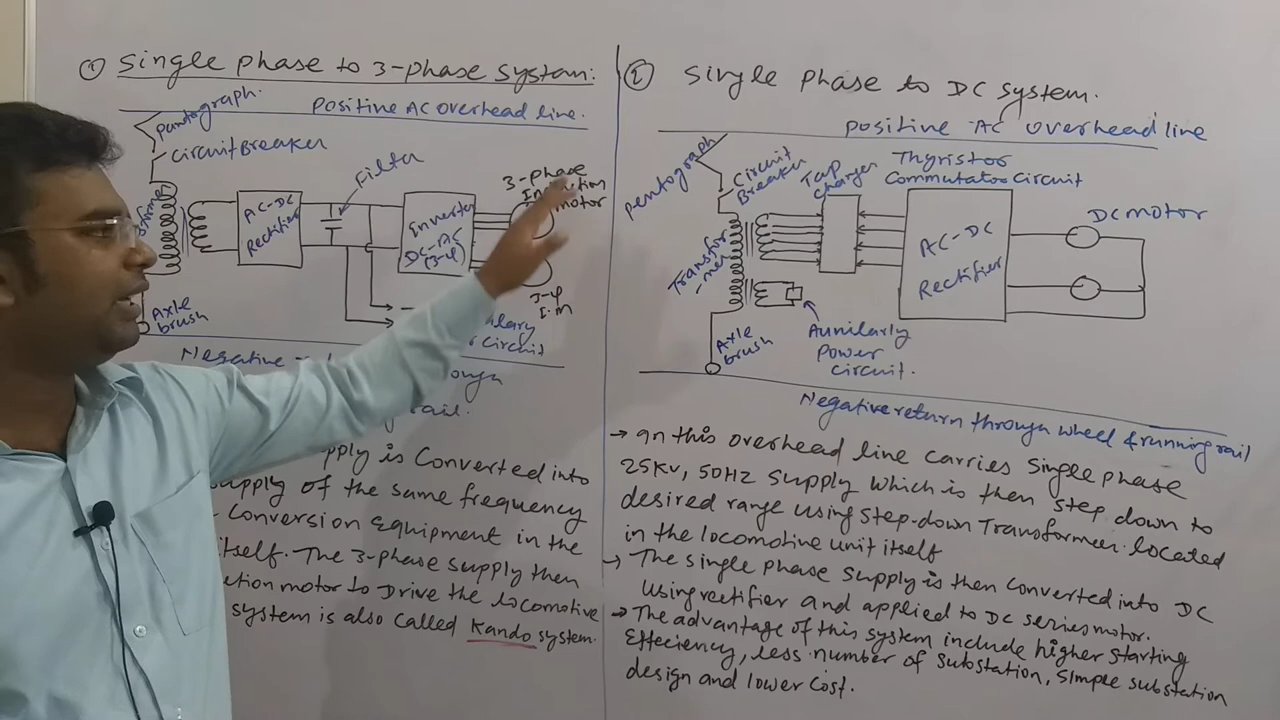 ① Single Phase to 3-Phase System:
Positive AC overhead line.
Pantograph.
Circuit Breaker
Filter
AC-DC
Rectifier
Inverter
DC-AC
(3-φ)
3-phase
motor
3-φ
I.M
Axle
brush
circuit
rail.
is Converted into
supply of the same frequency
Conversion equipment in the
itself. The 3-phase supply then
motor to Drive the locomotive
system is also called Kando system.
② Single Phase to DC System.
Positive AC overhead line
Pentograph
Circuit
Breaker
Tap
Changer
Thyristor
Commutator Circuit
Transfor
-mer
AC-DC
Rectifier
DC motor
Axle
brush
Aunilarly
Power
Circuit.
Negative return through wheel & running rail
→ In this overhead line carries single phase
25KV, 50HZ supply which is then step down to
desired range using step-down Transformer located
in the locomotive unit itself
→ The single phase supply is then converted into DC
using rectifier and applied to DC series motor.
→ The advantage of this system include higher starting
Effeciency, less number of substation, simple substation
design and lower cost.